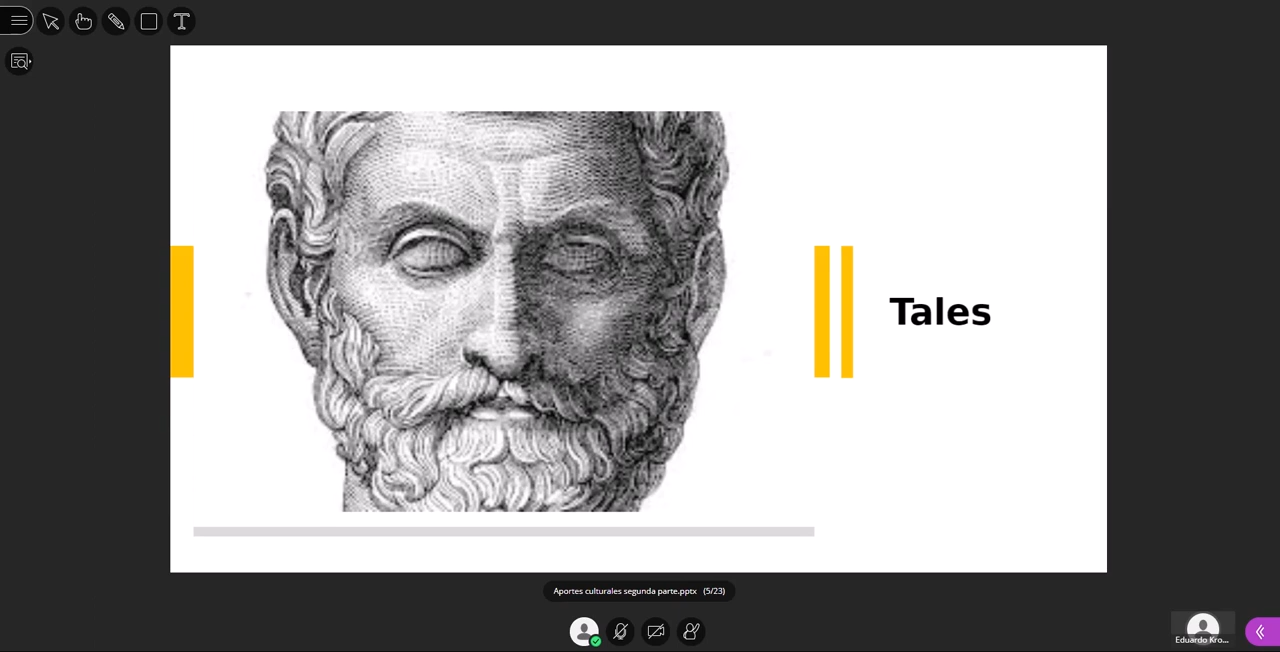 Tales
Aportes culturales segunda parte.pptx (5/23)
Eduardo Kro...